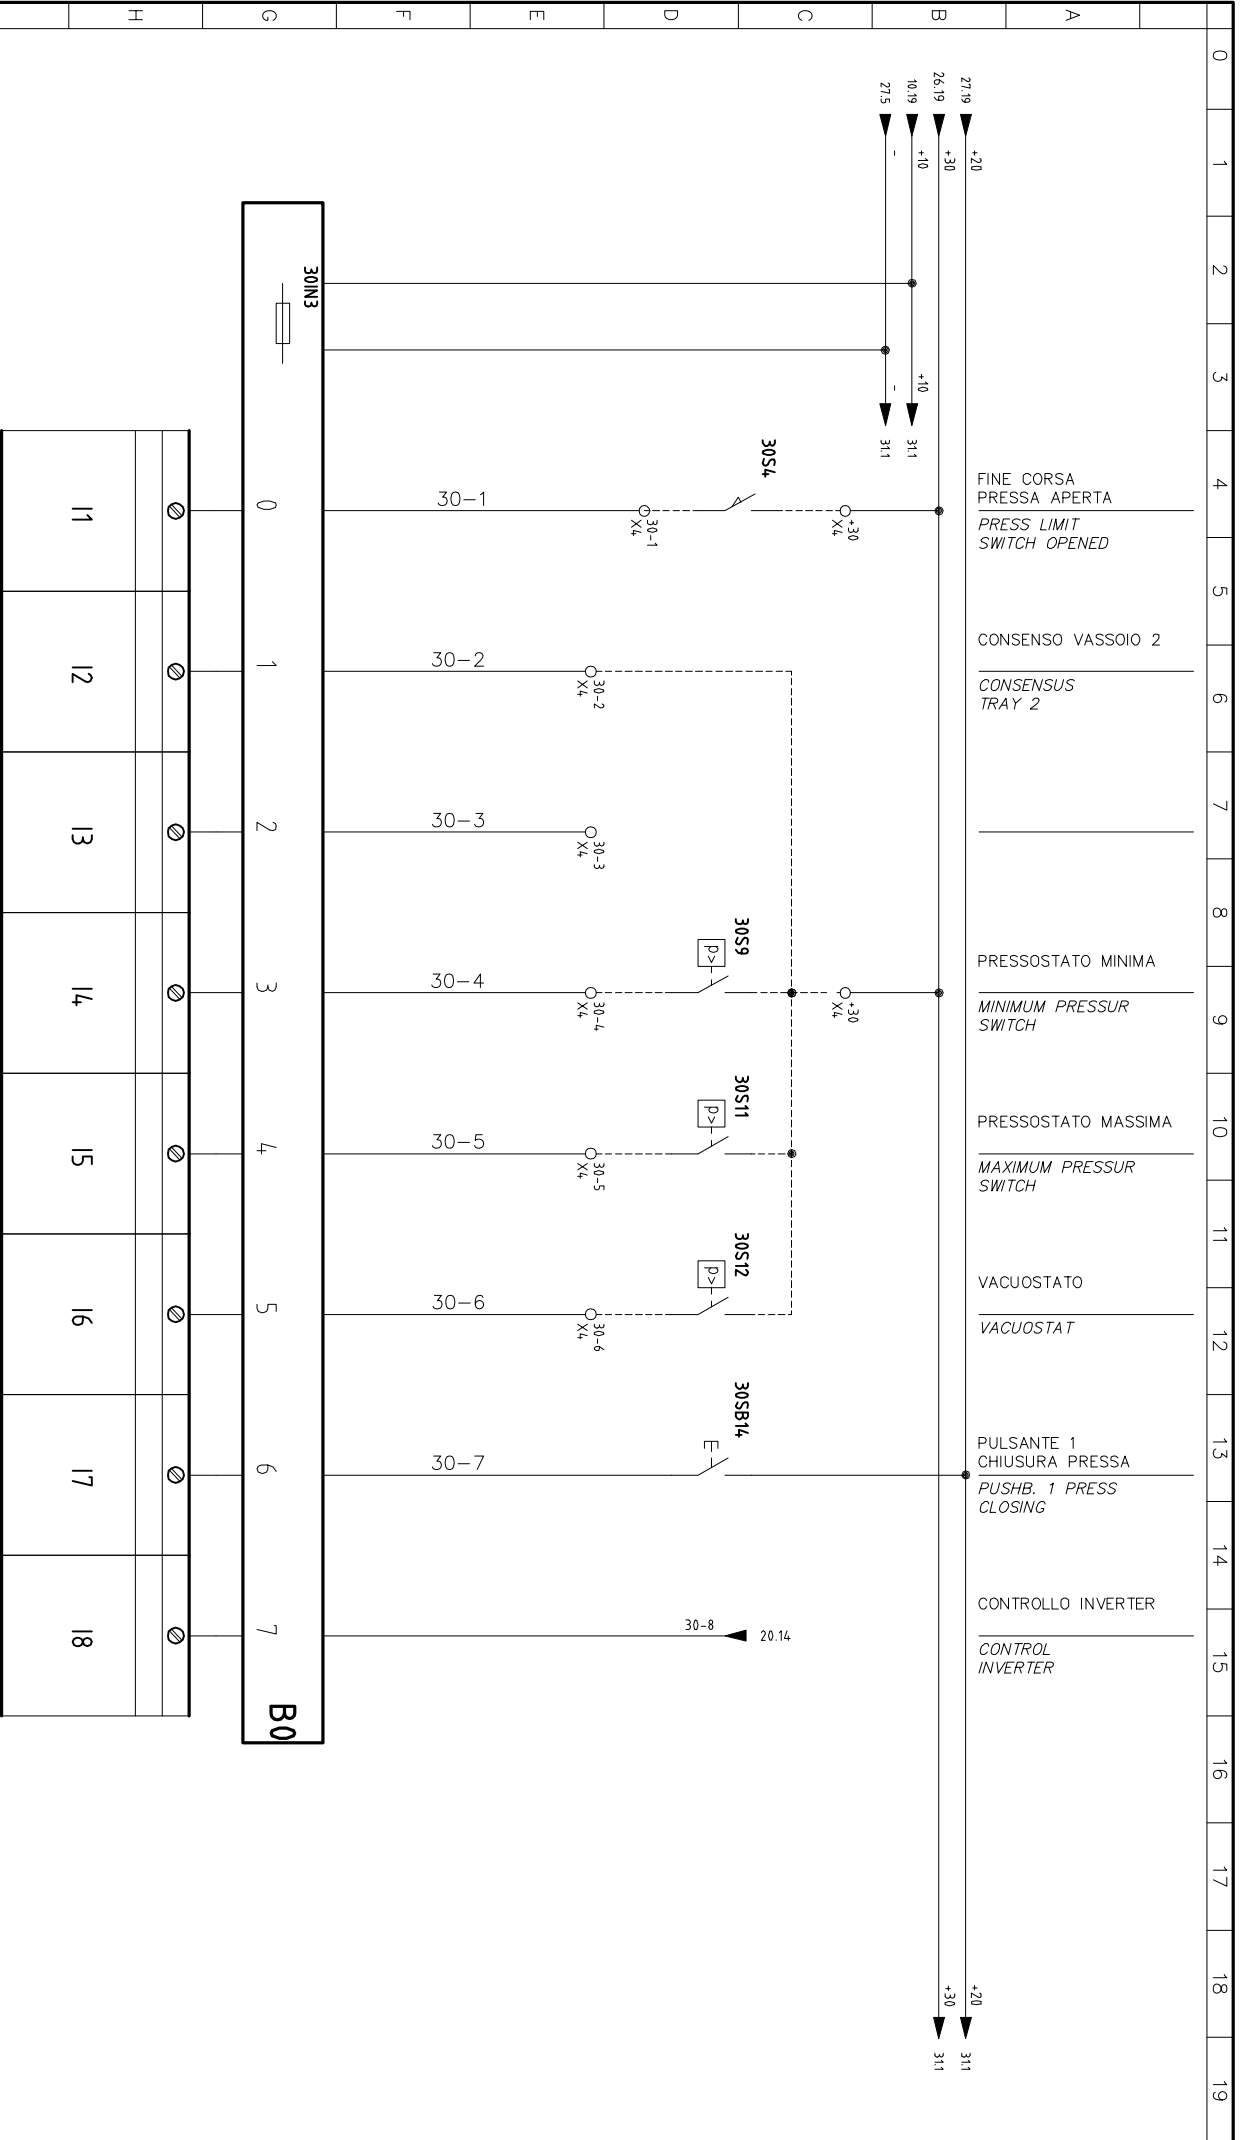 0 1 2 3 4 5 6 7 8 9 10 11 12 13 14 15 16 17 18 19
A
B
C
D
E
F
G
H
FINE CORSA
PRESSA APERTA
PRESS LIMIT
SWITCH OPENED
CONSENSO VASSOIO 2
CONSENSUS
TRAY 2
PRESSOSTATO MINIMA
MINIMUM PRESSUR
SWITCH
PRESSOSTATO MASSIMA
MAXIMUM PRESSUR
SWITCH
VACUOSTATO
VACUOSTAT
PULSANTE 1
CHIUSURA PRESSA
PUSHB. 1 PRESS
CLOSING
CONTROLLO INVERTER
CONTROL
INVERTER
27.19 +20 +20 31.1
26.19 +30 +30 31.1
10.19 +10 +10 31.1
27.5 - - 31.1
+30
X4
+30
X4
30S4
30S9
p>
30S11
p>
30S12
p>
30SB14
20.14
30-8
30-1
X4
30-2
X4
30-3
X4
30-4
X4
30-5
X4
30-6
X4
30-1
30-2
30-3
30-4
30-5
30-6
30-7
30IN3
0 1 2 3 4 5 6 7
B0
I1 I2 I3 I4 I5 I6 I7 I8